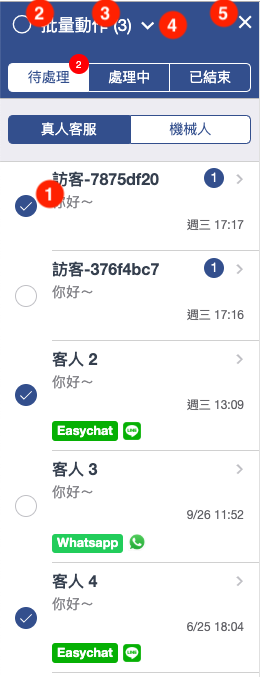 2 3 5
批量動作 (3) 4
待處理 2 處理中 已結束
真人客服 機械人
訪客-7875df20 1
1 你好～
週三 17:17
訪客-376f4bc7 1
你好～
週三 17:16
客人 2
你好～
週三 13:09
Easychat LINE
客人 3
你好～
9/26 11:52
Whatsapp
客人 4
你好～
6/25 18:04
Easychat LINE